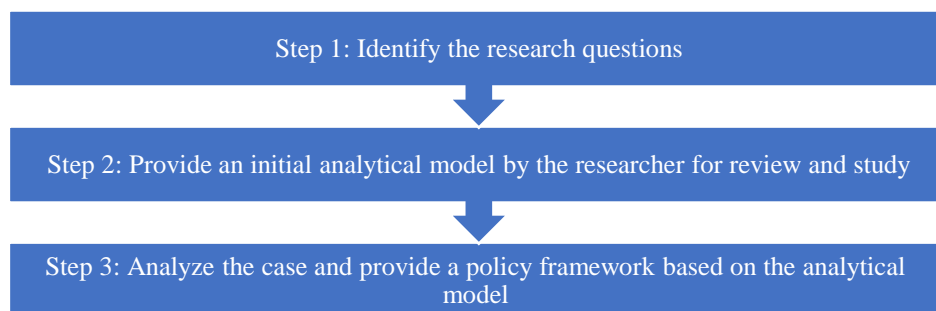 Step 1: Identify the research questions
Step 2: Provide an initial analytical model by the researcher for review and study
Step 3: Analyze the case and provide a policy framework based on the analytical
model